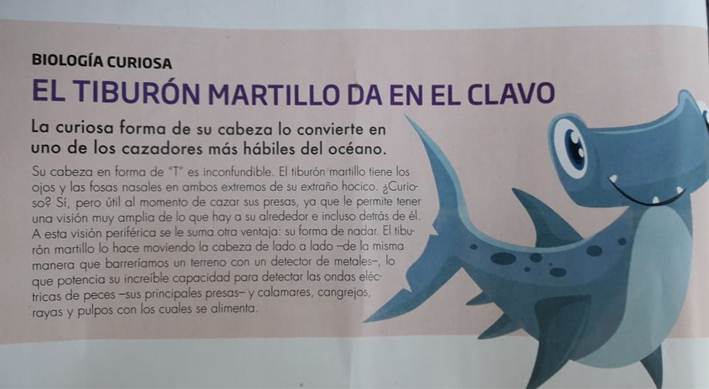 BIOLOGÍA CURIOSA
EL TIBURÓN MARTILLO DA EN EL CLAVO
La curiosa forma de su cabeza lo convierte en
uno de los cazadores más hábiles del océano.
Su cabeza en forma de “T” es inconfundible. El tiburón martillo tiene los
ojos y las fosas nasales en ambos extremos de su extraño hocico. ¿Curio-
so? Sí, pero útil al momento de cazar sus presas, ya que le permite tener
una visión muy amplia de lo que hay a su alrededor e incluso detrás de él.
A esta visión periférica se le suma otra ventaja: su forma de nadar. El tibu-
rón martillo lo hace moviendo la cabeza de lado a lado –de la misma
manera que barreríamos un terreno con un detector de metales–, lo
que potencia su increíble capacidad para detectar las ondas eléc-
tricas de peces –sus principales presas– y calamares, cangrejos,
rayas y pulpos con los cuales se alimenta.